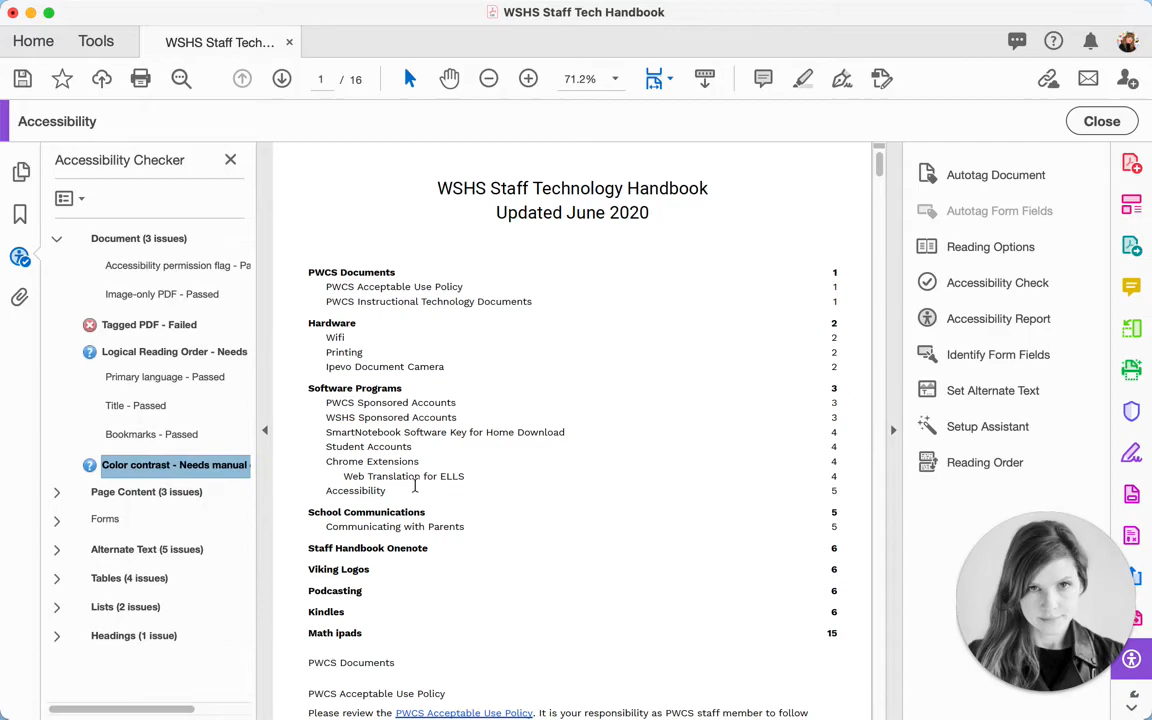 WSHS Staff Tech Handbook
Home
Tools
WSHS Staff Tech...
1 / 16
71.2%
Accessibility
Close
Accessibility Checker
Document (3 issues)
Accessibility permission flag - Pa
Image-only PDF - Passed
Tagged PDF - Failed
Logical Reading Order - Needs
Primary language - Passed
Title - Passed
Bookmarks - Passed
Color contrast - Needs manual
Page Content (3 issues)
Forms
Alternate Text (5 issues)
Tables (4 issues)
Lists (2 issues)
Headings (1 issue)
WSHS Staff Technology Handbook
Updated June 2020
PWCS Documents 1
PWCS Acceptable Use Policy 1
PWCS Instructional Technology Documents 1
Hardware 2
Wifi 2
Printing 2
Ipevo Document Camera 2
Software Programs 3
PWCS Sponsored Accounts 3
WSHS Sponsored Accounts 3
SmartNotebook Software Key for Home Download 4
Student Accounts 4
Chrome Extensions 4
Web Translation for ELLS 4
Accessibility 5
School Communications 5
Communicating with Parents 5
Staff Handbook Onenote 6
Viking Logos 6
Podcasting 6
Kindles 6
Math ipads 15
PWCS Documents
PWCS Acceptable Use Policy
Please review the PWCS Acceptable Use Policy. It is your responsibility as PWCS staff member to follow
Autotag Document
Autotag Form Fields
Reading Options
Accessibility Check
Accessibility Report
Identify Form Fields
Set Alternate Text
Setup Assistant
Reading Order